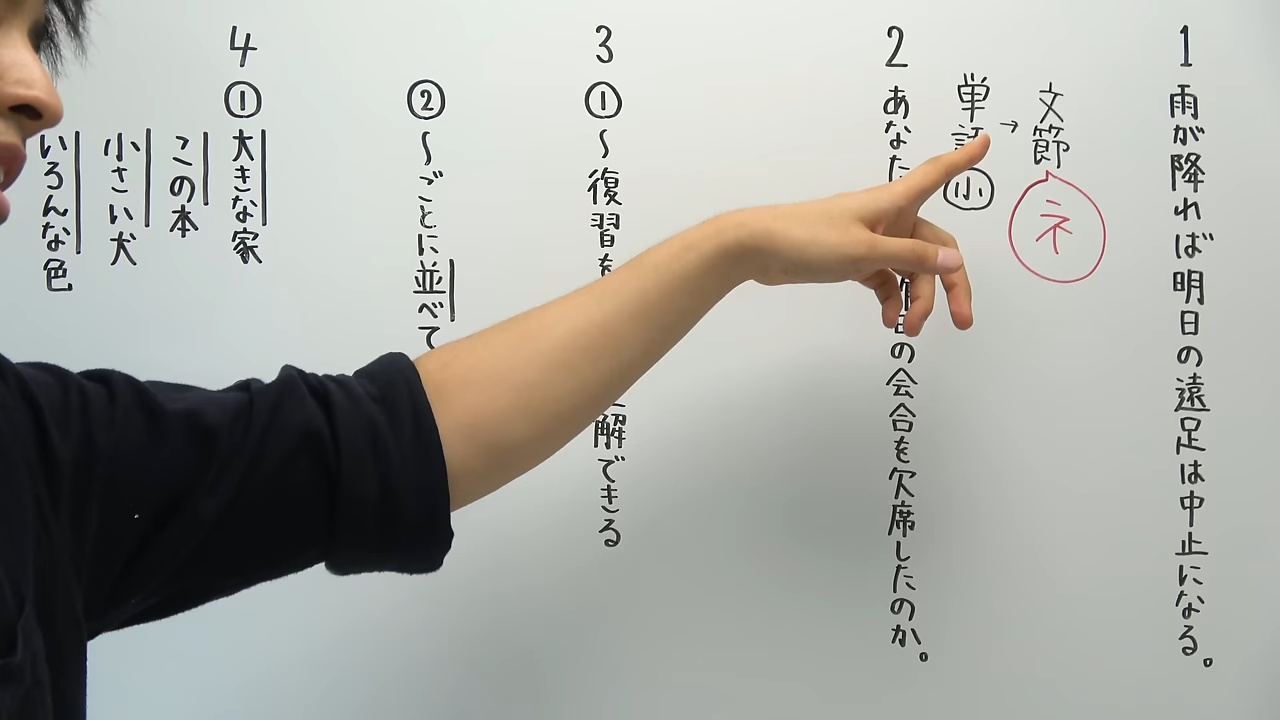 1
雨が降れば明日の遠足は中止になる。
文節
ネ
→
単
小
2
あなた
の会合を欠席したのか。
3
① 〜復習を
解できる
② 〜ごとに並べて
4
① 大きな家
この本
小さい犬
いろんな色